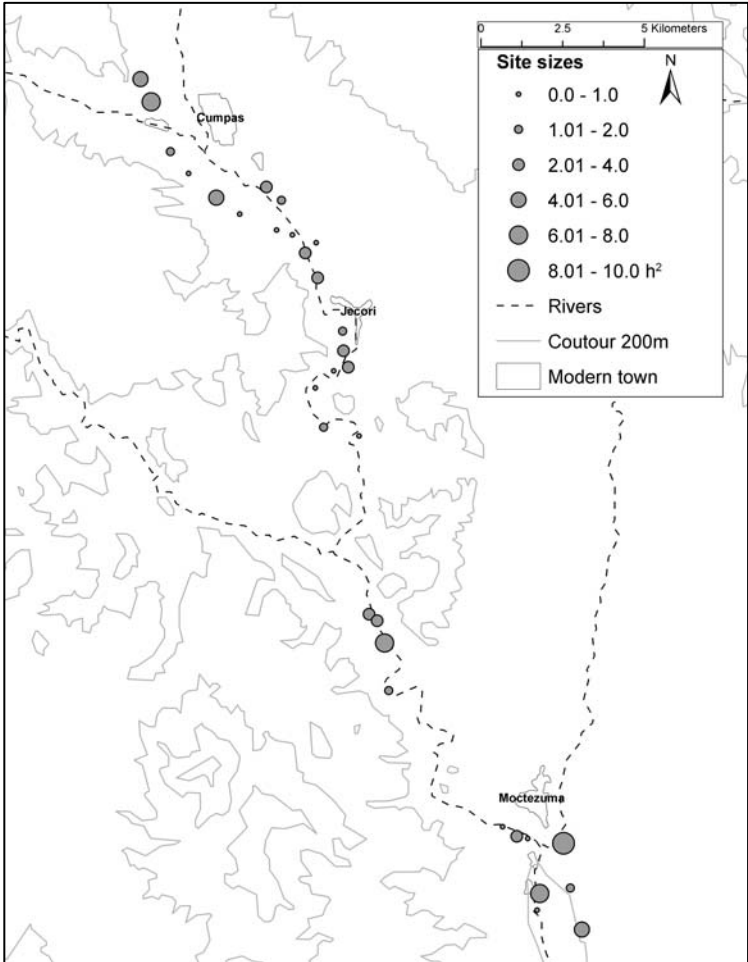 0 2.5 5 Kilometers
Site sizes
N
0.0 - 1.0
1.01 - 2.0
2.01 - 4.0
4.01 - 6.0
6.01 - 8.0
8.01 - 10.0 h²
Rivers
Coutour 200m
Modern town
Cumpas
Jecori
Moctezuma